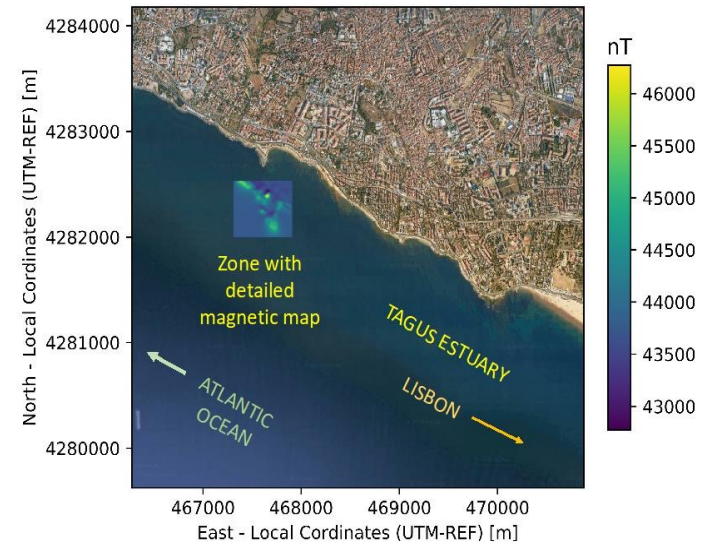 4284000
4283000
4282000
4281000
4280000
North - Local Cordinates (UTM-REF) [m]
Zone with
detailed
magnetic map
TAGUS ESTUARY
LISBON
ATLANTIC
OCEAN
467000
468000
469000
470000
East - Local Cordinates (UTM-REF) [m]
nT
46000
45500
45000
44500
44000
43500
43000